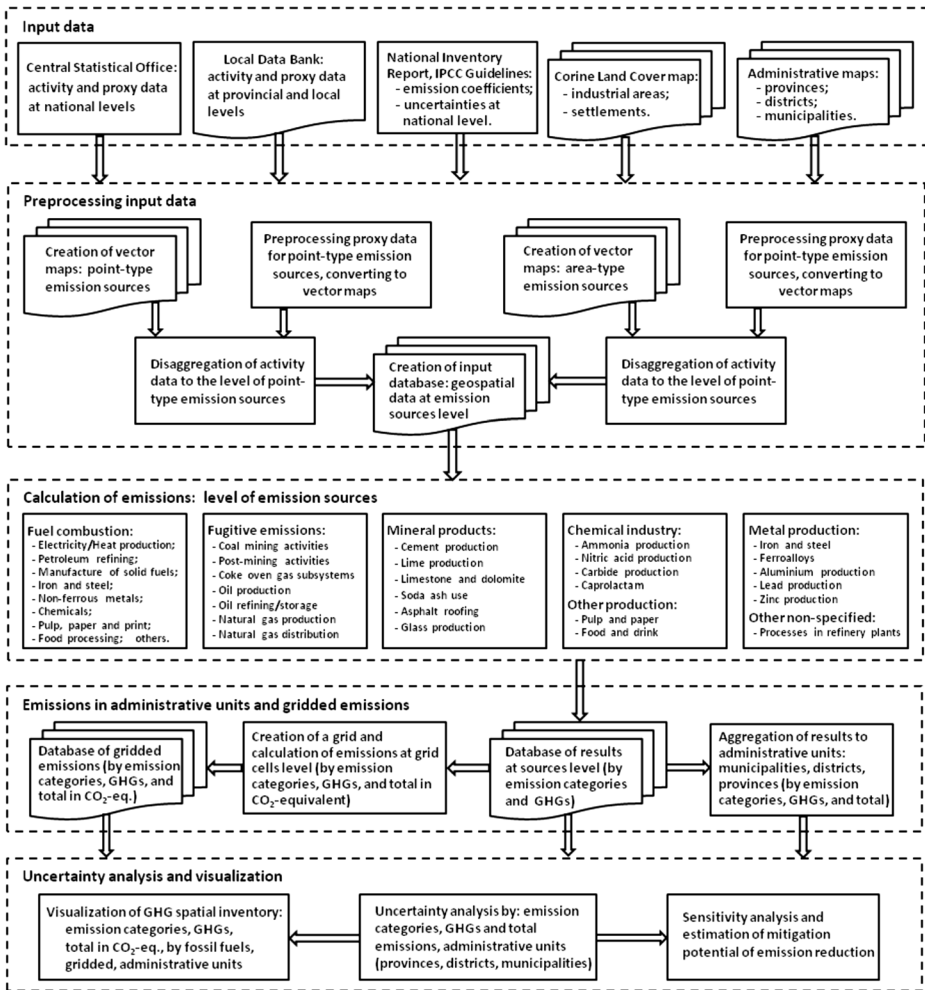 Input data
Central Statistical Office:
activity and proxy data
at national levels
Local Data Bank:
activity and proxy data
at provincial and local
levels
National Inventory
Report, IPCC Guidelines:
- emission coefficients;
- uncertainties at
national level.
Corine Land Cover map:
- industrial areas;
- settlements.
Administrative maps:
- provinces;
- districts;
- municipalities.
Preprocessing input data
Creation of vector
maps: point-type
emission sources
Preprocessing proxy data
for point-type emission
sources, converting to
vector maps
Creation of vector
maps: area-type
emission sources
Preprocessing proxy data
for point-type emission
sources, converting to
vector maps
Disaggregation of activity
data to the level of point-
type emission sources
Creation of input
database: geospatial
data at emission
sources level
Disaggregation of activity
data to the level of point-
type emission sources
Calculation of emissions: level of emission sources
Fuel combustion:
- Electricity/Heat production;
- Petroleum refining;
- Manufacture of solid fuels;
- Iron and steel;
- Non-ferrous metals;
- Chemicals;
- Pulp, paper and print;
- Food processing; others.
Fugitive emissions:
- Coal mining activities
- Post-mining activities
- Coke oven gas subsystems
- Oil production
- Oil refining/storage
- Natural gas production
- Natural gas distribution
Mineral products:
- Cement production
- Lime production
- Limestone and dolomite
- Soda ash use
- Asphalt roofing
- Glass production
Chemical industry:
- Ammonia production
- Nitric acid production
- Carbide production
- Caprolactam
Other production:
- Pulp and paper
- Food and drink
Metal production:
- Iron and steel
- Ferroalloys
- Aluminium production
- Lead production
- Zinc production
Other non-specified:
- Processes in refinery plants
Emissions in administrative units and gridded emissions
Database of gridded
emissions (by emission
categories, GHGs, and
total in CO₂-eq.)
Creation of a grid and
calculation of emissions at grid
cells level (by emission
categories, GHGs, and total in
CO₂-equivalent)
Database of results
at sources level (by
emission categories
and GHGs)
Aggregation of results to
administrative units:
municipalities, districts,
provinces (by emission
categories, GHGs, and total)
Uncertainty analysis and visualization
Visualization of GHG spatial inventory:
emission categories, GHGs,
total in CO₂-eq., by fossil fuels,
gridded, administrative units
Uncertainty analysis by: emission
categories, GHGs and total
emissions, administrative units
(provinces, districts, municipalities)
Sensitivity analysis and
estimation of mitigation
potential of emission reduction